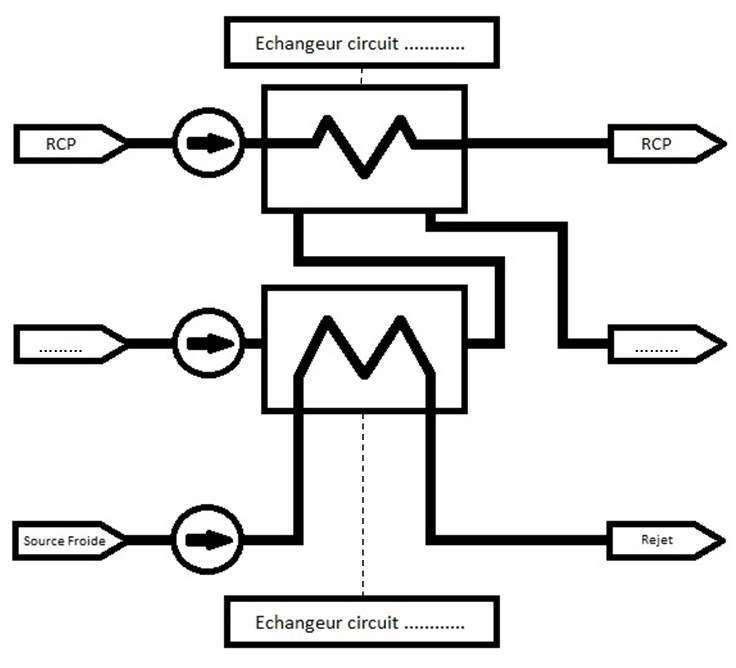 Echangeur circuit ............
RCP
RCP
.........
.........
Source Froide
Rejet
Echangeur circuit ............